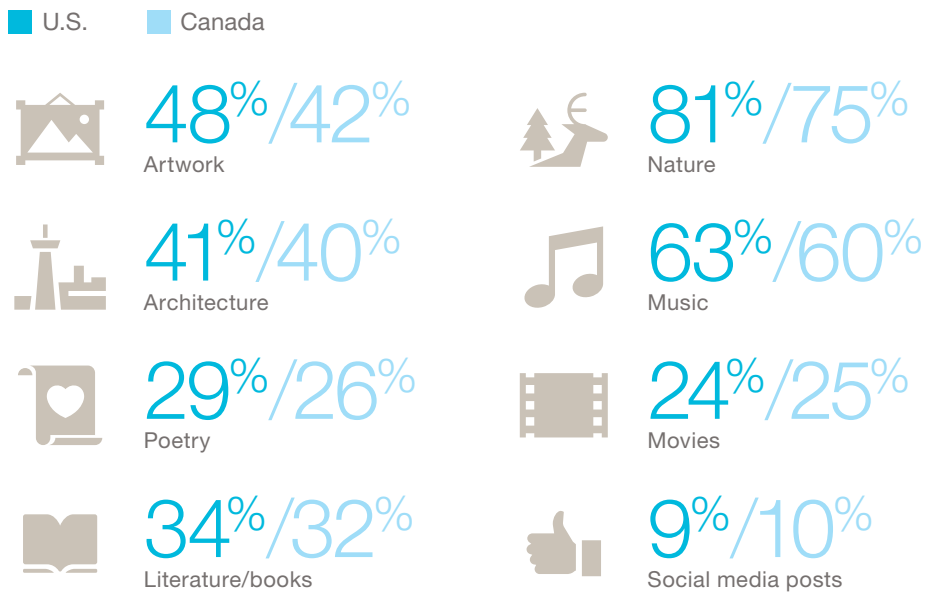 U.S. Canada
48%/42%
Artwork
81%/75%
Nature
41%/40%
Architecture
63%/60%
Music
29%/26%
Poetry
24%/25%
Movies
34%/32%
Literature/books
9%/10%
Social media posts